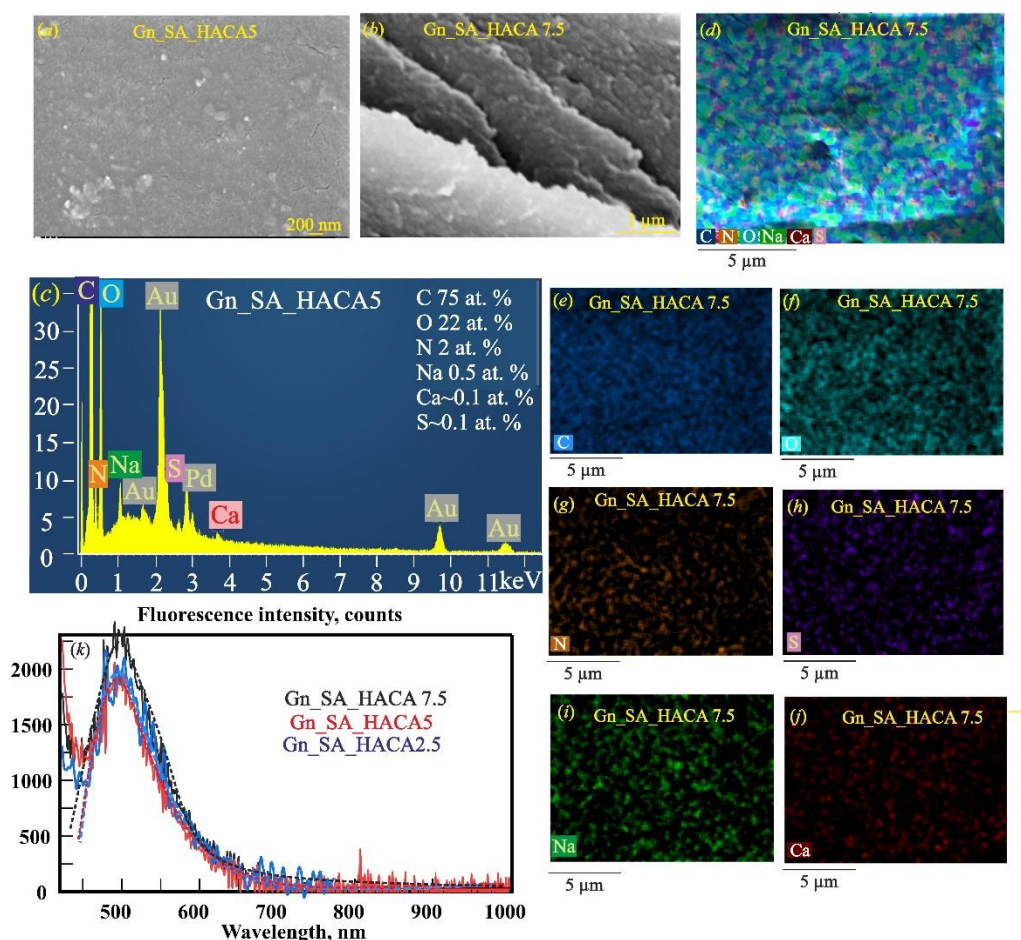 (a) Gn_SA_HACA5
200 nm
(b) Gn_SA_HACA 7.5
1 µm
(d) Gn_SA_HACA 7.5
C N O Na Ca S
5 µm
(c) C O Au Gn_SA_HACA5
C 75 at. %
O 22 at. %
N 2 at. %
Na 0.5 at. %
Ca~0.1 at. %
S~0.1 at. %
30
25
20
15
10
5
0
N Na Au S Pd Ca Au Au
0 1 2 3 4 5 6 7 8 9 10 11keV
(e) Gn_SA_HACA 7.5
C
5 µm
(f) Gn_SA_HACA 7.5
O
5 µm
(g) Gn_SA_HACA 7.5
N
5 µm
(h) Gn_SA_HACA 7.5
S
5 µm
(i) Gn_SA_HACA 7.5
Na
5 µm
(j) Gn_SA_HACA 7.5
Ca
5 µm
Fluorescence intensity, counts
(k)
2000
1750
1500
1250
1000
500
250
0
Gn_SA_HACA 7.5
Gn_SA_HACA5
Gn_SA_HACA2.5
500 600 700 800 900 1000
Wavelength, nm